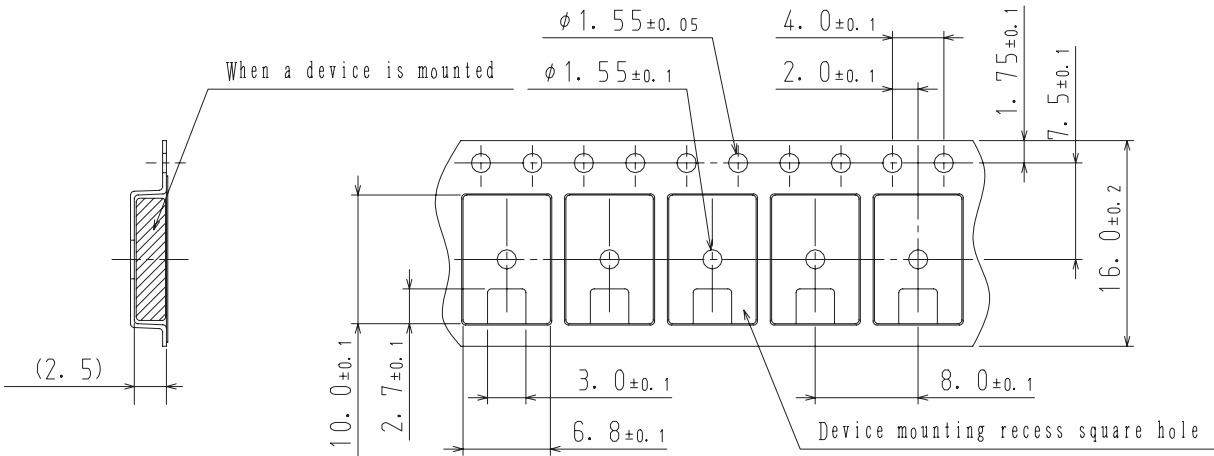 φ1.55±0.05
4.0±0.1
When a device is mounted
φ1.55±0.1
2.0±0.1
1.75±0.1
7.5±0.1
16.0±0.2
(2.5)
10.0±0.1
2.7±0.1
3.0±0.1
8.0±0.1
6.8±0.1
Device mounting recess square hole